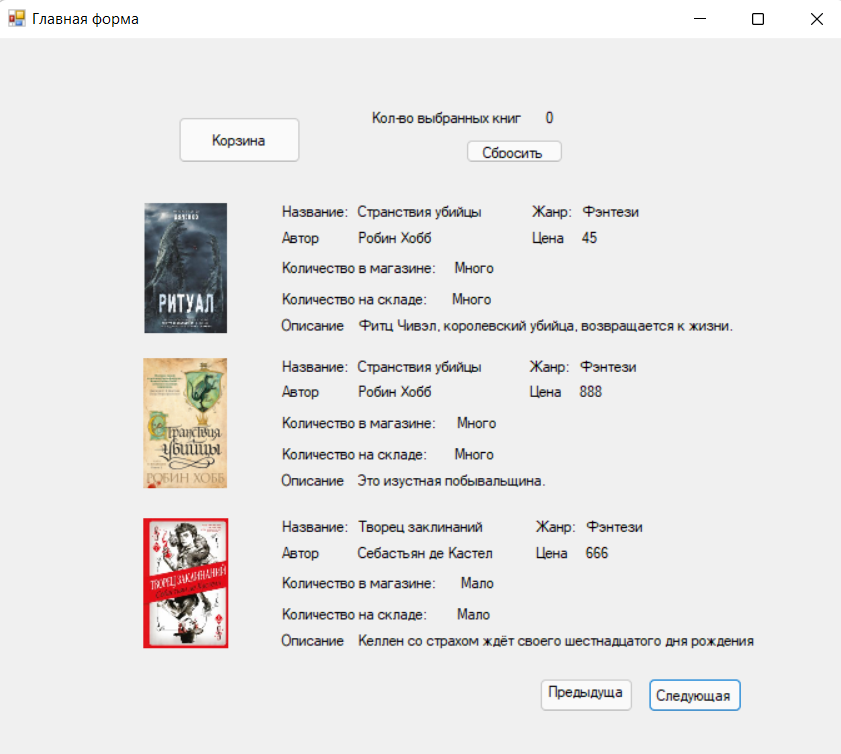 Главная форма
Кол-во выбранных книг 0
Корзина
Сбросить
Название: Странствия убийцы Жанр: Фэнтези
Автор Робин Хобб Цена 45
Количество в магазине: Много
Количество на складе: Много
Описание Фитц Чивэл, королевский убийца, возвращается к жизни.
РИТУАЛ
Название: Странствия убийцы Жанр: Фэнтези
Автор Робин Хобб Цена 888
Количество в магазине: Много
Количество на складе: Много
Описание Это изустная побывальщина.
Странствия
убийцы
РОБИН ХОББ
Название: Творец заклинаний Жанр: Фэнтези
Автор Себастьян де Кастел Цена 666
Количество в магазине: Мало
Количество на складе: Мало
Описание Келлен со страхом ждёт своего шестнадцатого дня рождения
ТВОРЕЦ ЗАКЛИНАНИЙ
Предыдуща
Следующая